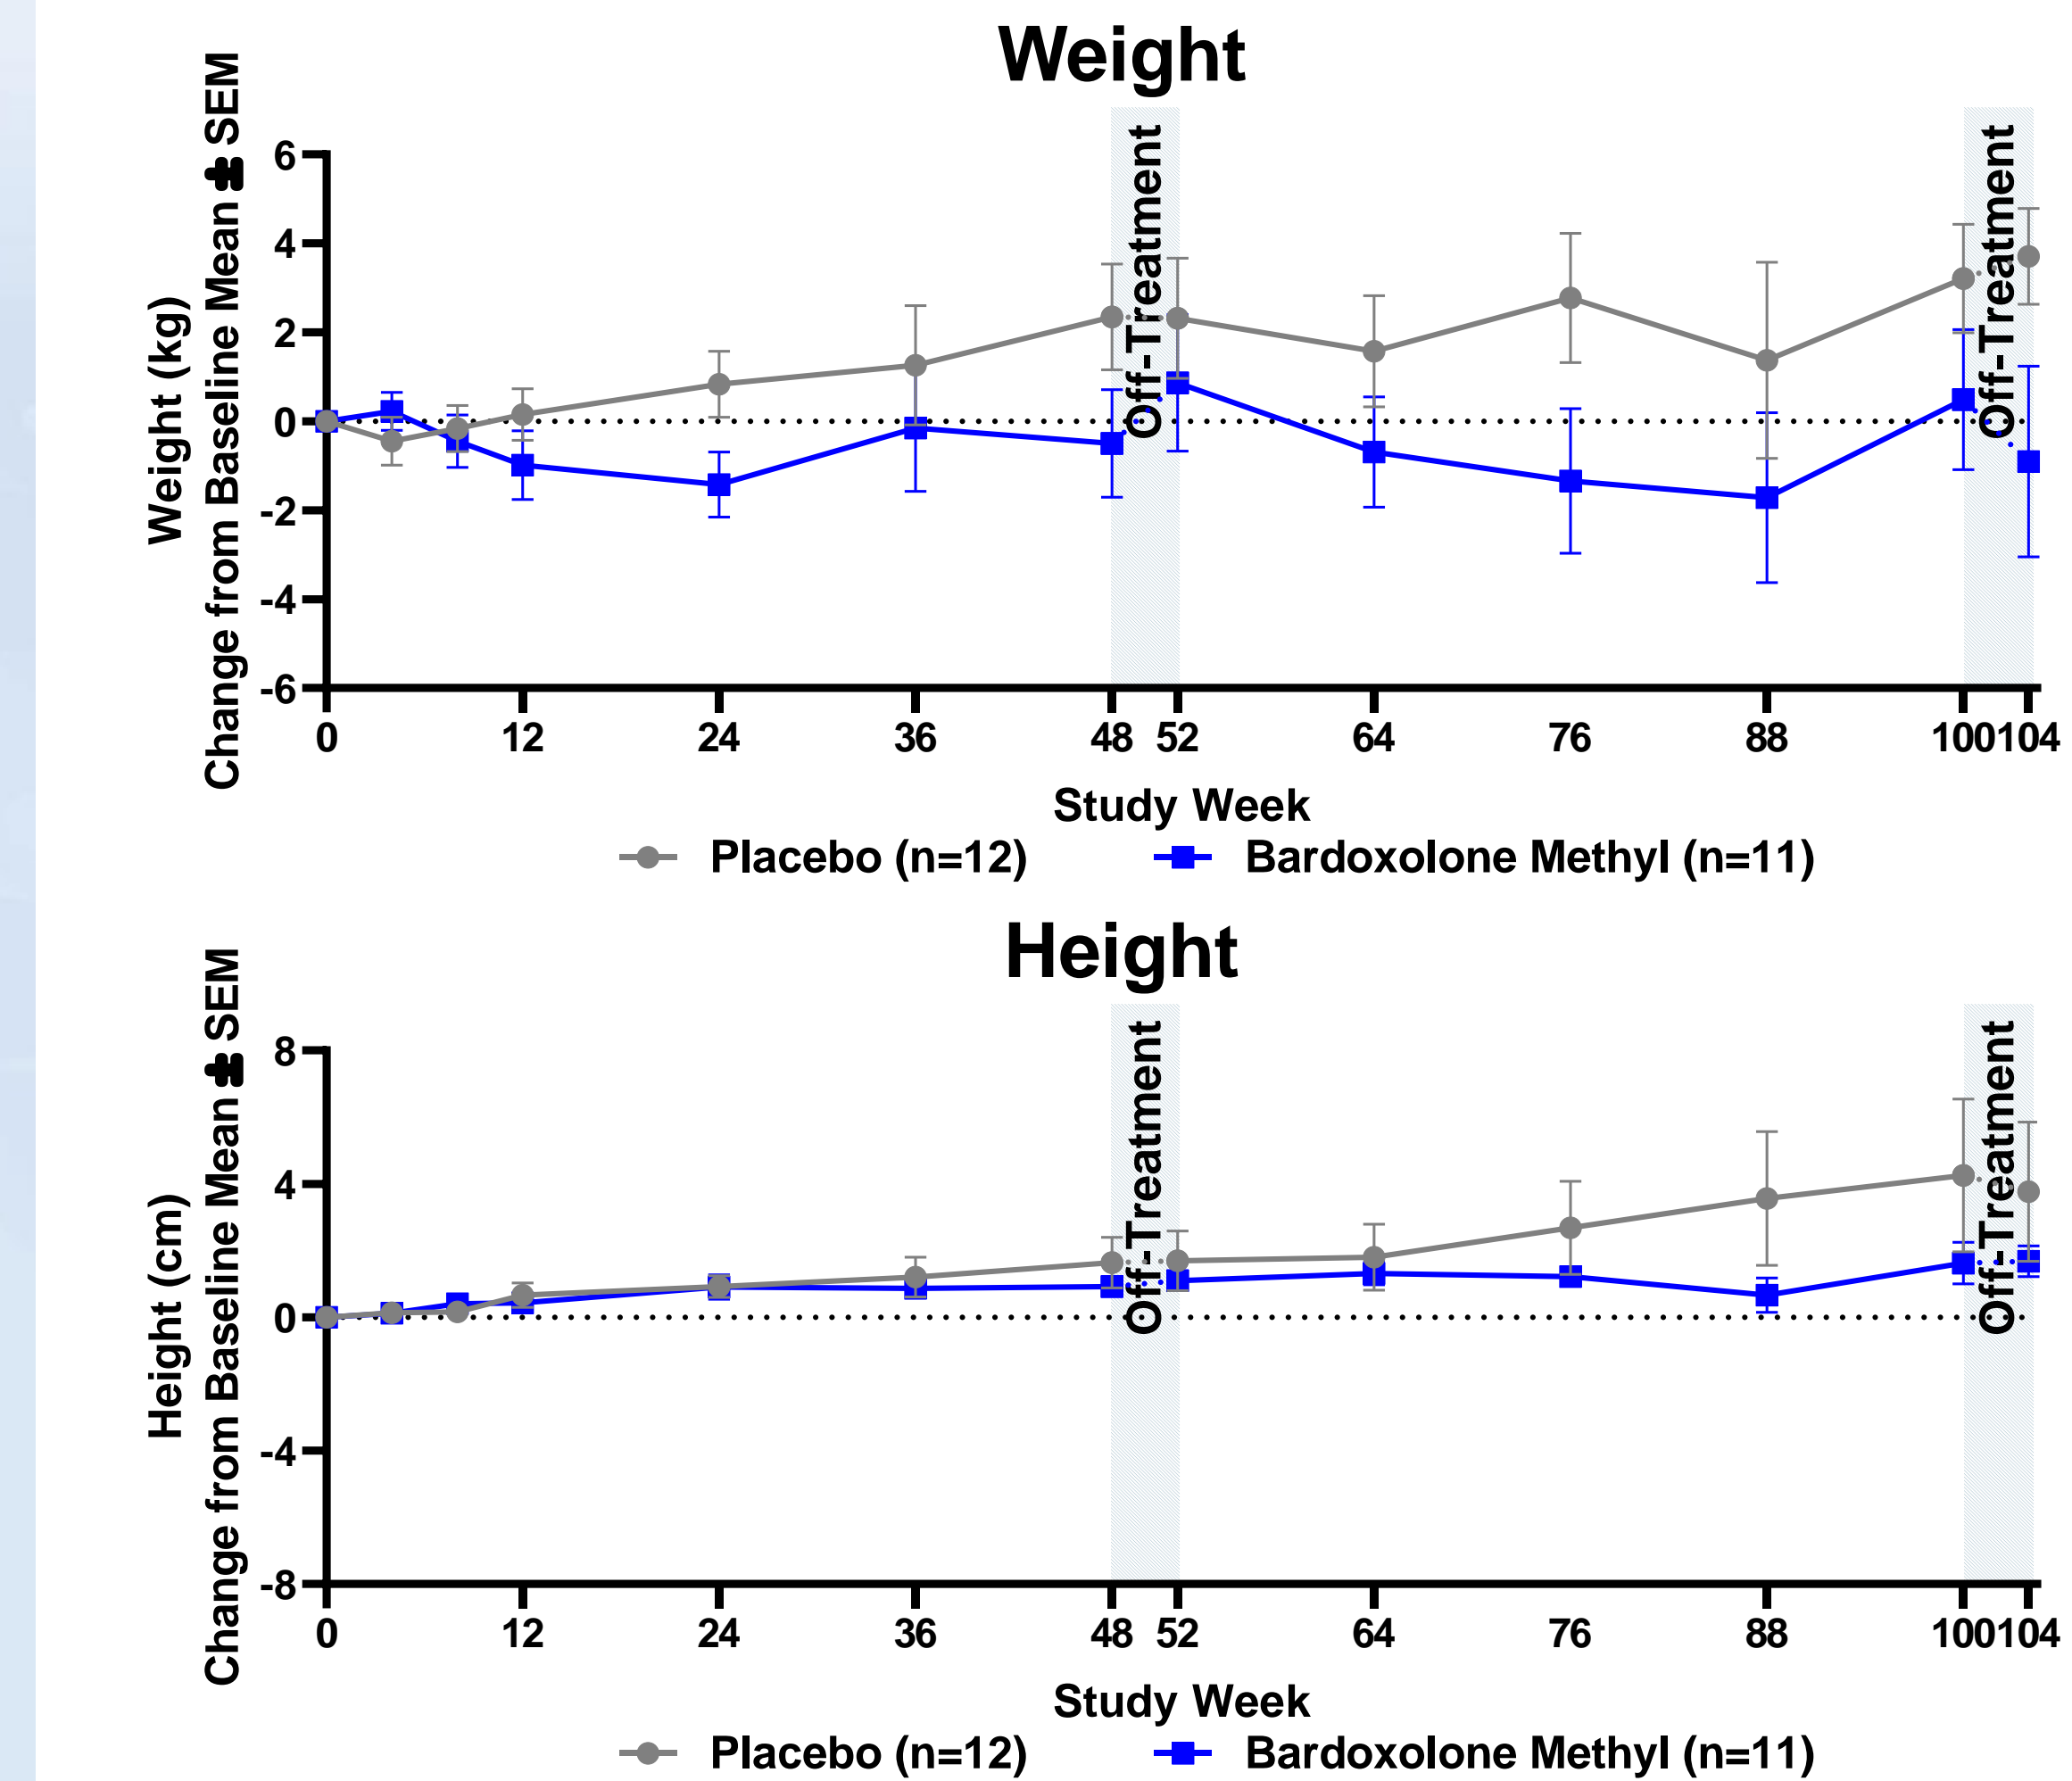 Weight
Weight (kg)
Change from Baseline Mean ± SEM
6
4
2
0
-2
-4
-6
Off-Treatment
Off-Treatment
0 12 24 36 48 52 64 76 88 100 104
Study Week
Placebo (n=12) Bardoxolone Methyl (n=11)
Height
Height (cm)
Change from Baseline Mean ± SEM
8
4
0
-4
-8
Off-Treatment
Off-Treatment
0 12 24 36 48 52 64 76 88 100 104
Study Week
Placebo (n=12) Bardoxolone Methyl (n=11)